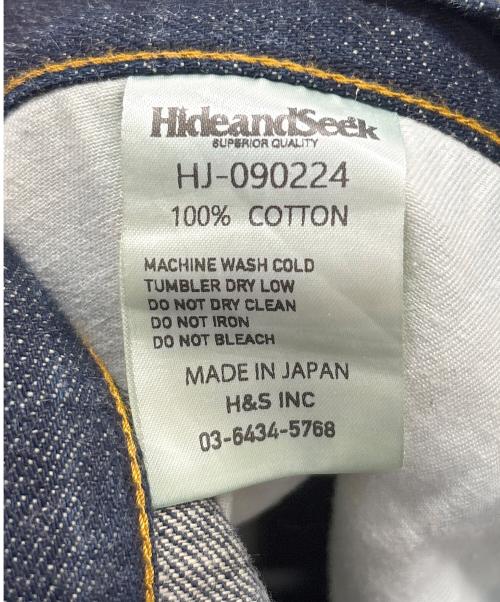 HideandSeek
SUPERIOR QUALITY
HJ-090224
100% COTTON
MACHINE WASH COLD
TUMBLER DRY LOW
DO NOT DRY CLEAN
DO NOT IRON
DO NOT BLEACH
MADE IN JAPAN
H&S INC
03-6434-5768